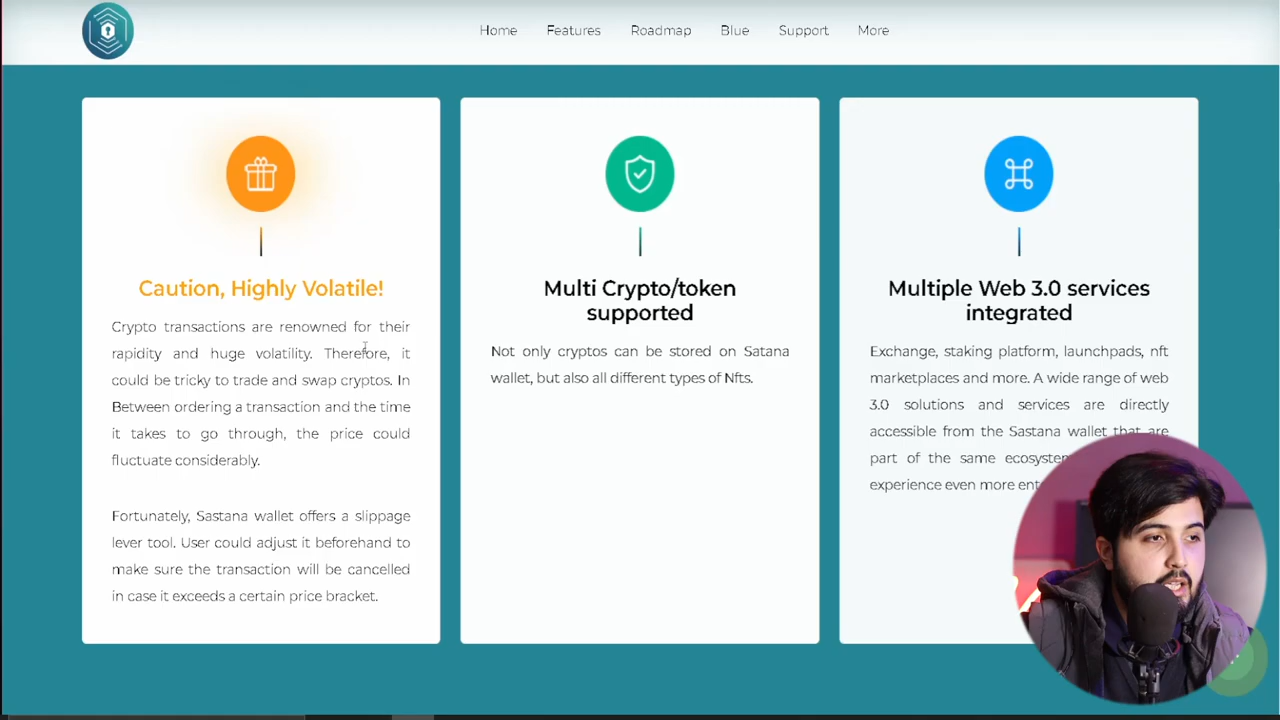 Home Features Roadmap Blue Support More
Caution, Highly Volatile!
Crypto transactions are renowned for their
rapidity and huge volatility. Therefore, it
could be tricky to trade and swap cryptos. In
Between ordering a transaction and the time
it takes to go through, the price could
fluctuate considerably.
Fortunately, Sastana wallet offers a slippage
lever tool. User could adjust it beforehand to
make sure the transaction will be cancelled
in case it exceeds a certain price bracket.
Multi Crypto/token
supported
Not only cryptos can be stored on Satana
wallet, but also all different types of Nfts.
Multiple Web 3.0 services
integrated
Exchange, staking platform, launchpads, nft
marketplaces and more. A wide range of web
3.0 solutions and services are directly
accessible from the Sastana wallet that are
part of the same
experience even more